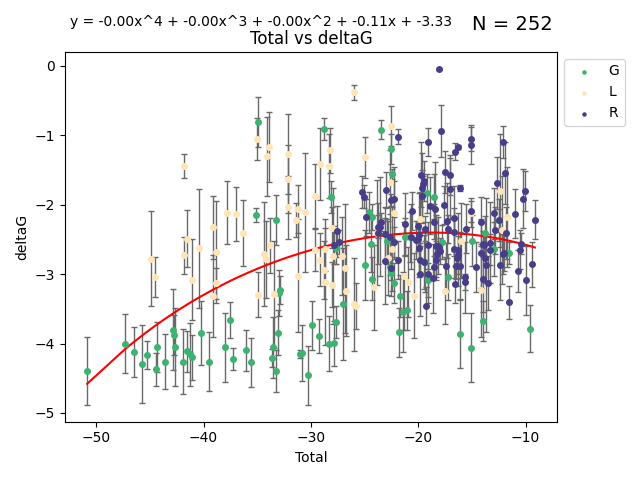 y = -0.00x^4 + -0.00x^3 + -0.00x^2 + -0.11x + -3.33
N = 252
Total vs deltaG
G
L
R
deltaG
0
−1
−2
−3
−4
−5
−50
−40
−30
−20
−10
Total